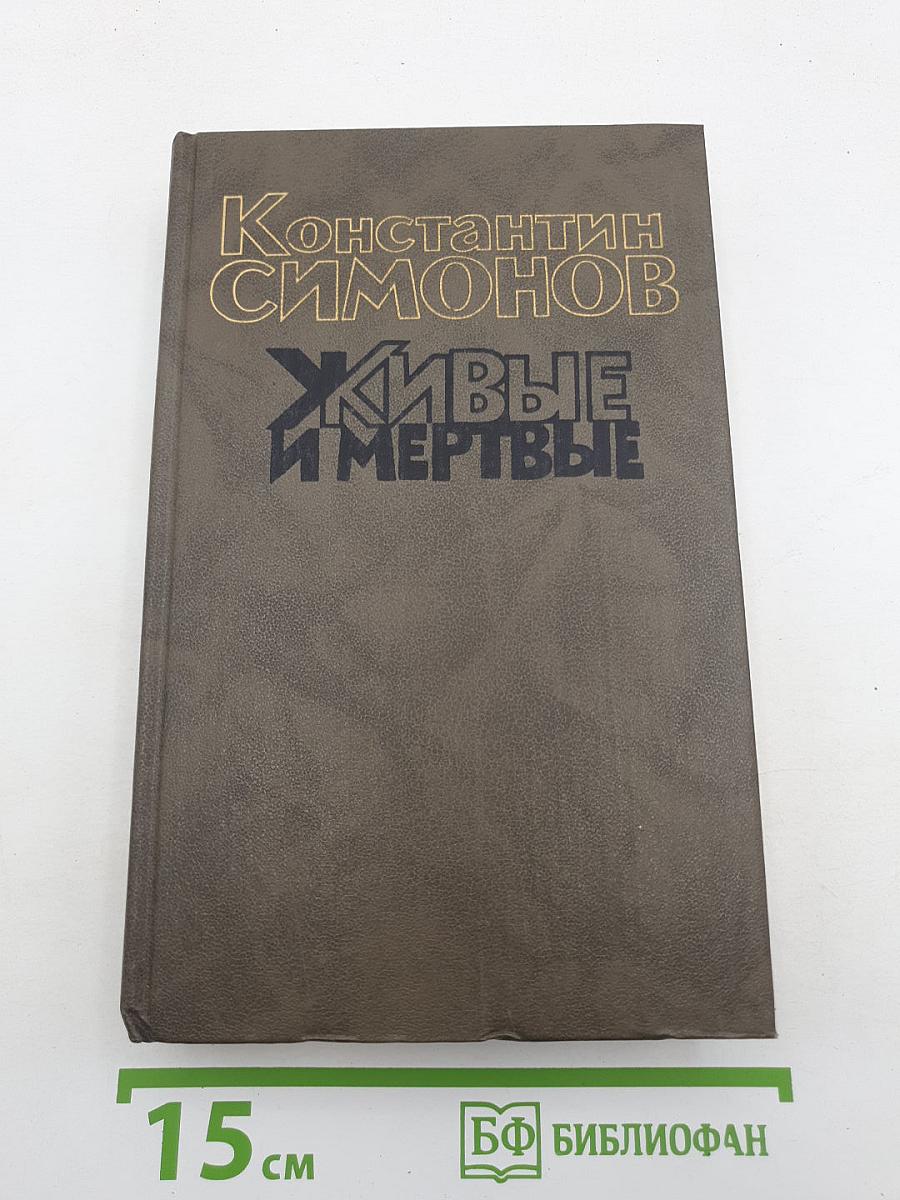 Константин
СИМОНОВ
ЖИВЫЕ
И МЕРТВЫЕ
15 см
БФ БИБЛИОФАН